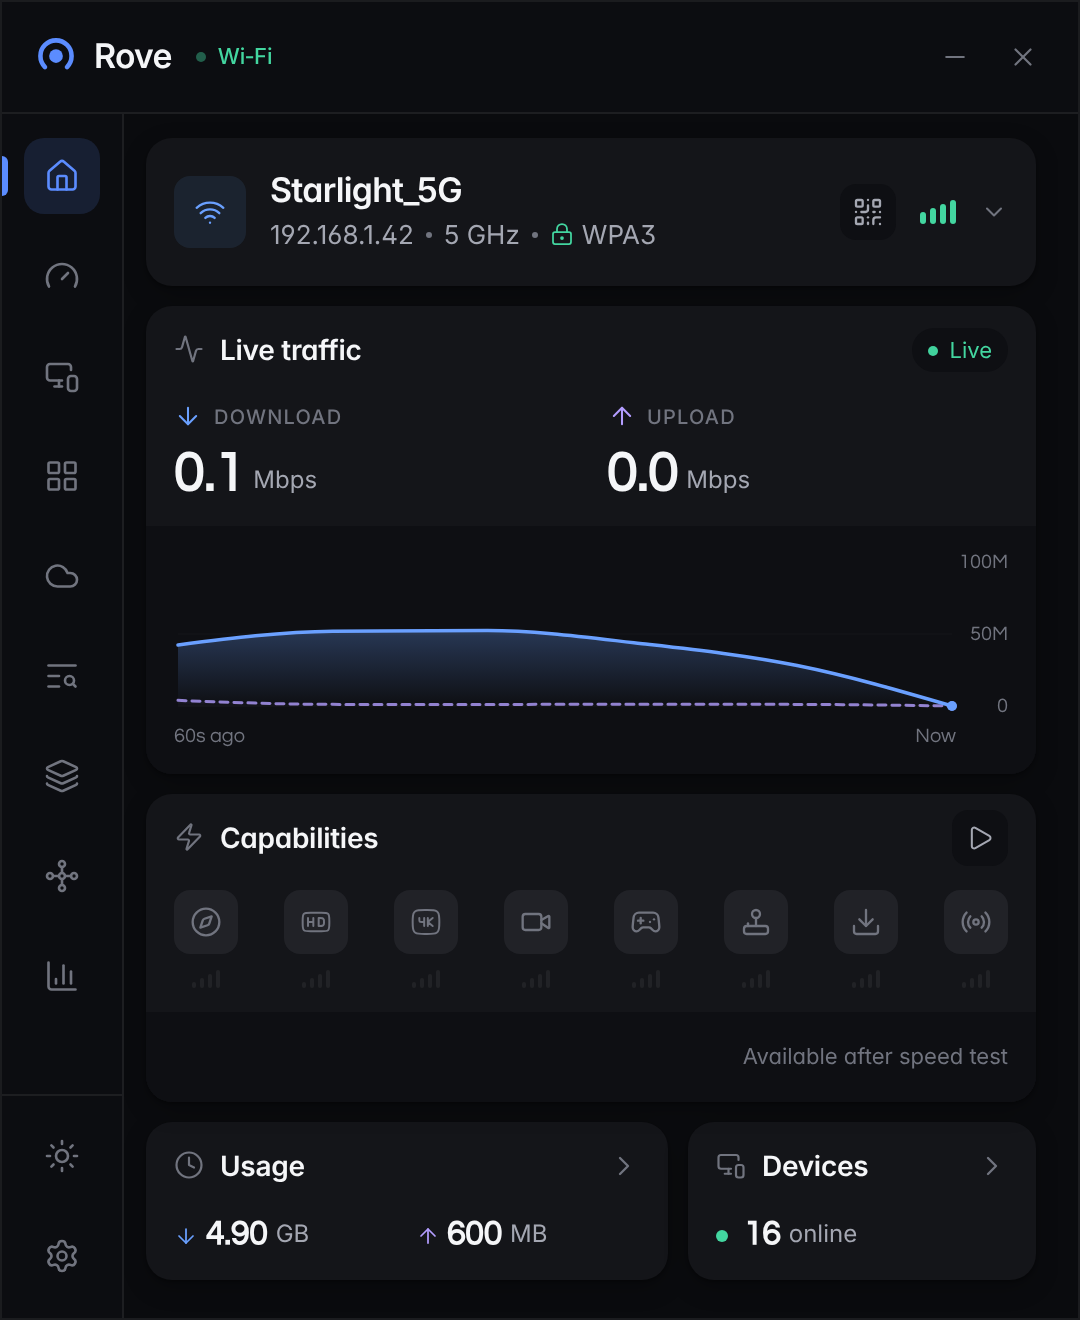 Rove
Wi-Fi
Starlight_5G
192.168.1.42 • 5 GHz • WPA3
Live traffic
Live
DOWNLOAD
UPLOAD
0.1 Mbps
0.0 Mbps
100M
50M
0
60s ago
Now
Capabilities
HD
4K
Available after speed test
Usage
Devices
4.90 GB
600 MB
16 online